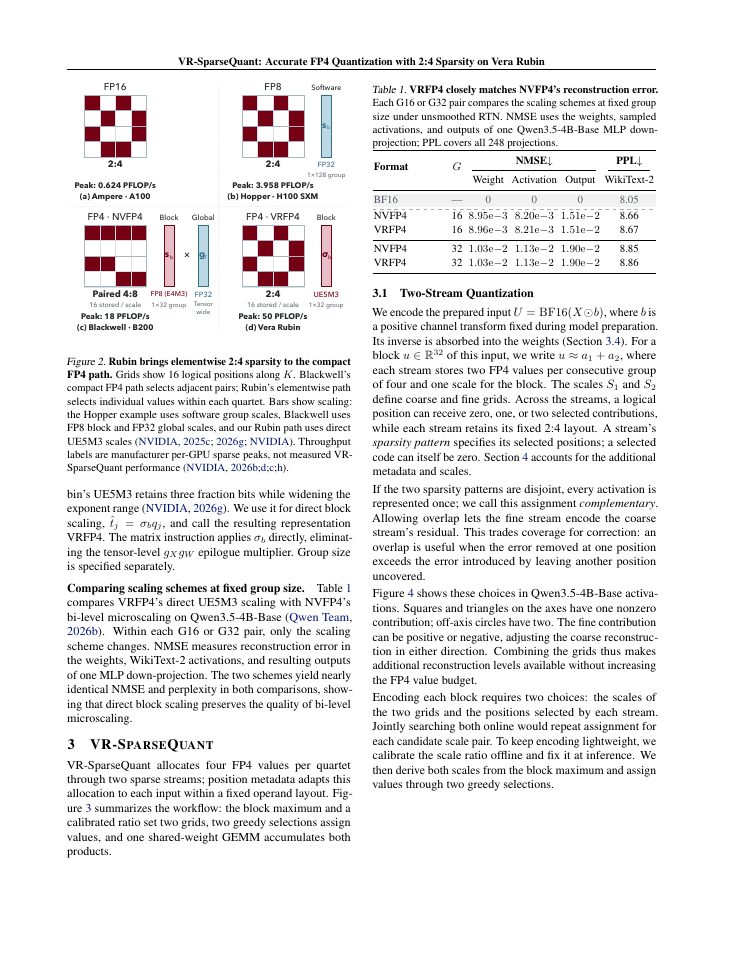 VR-SparseQuant: Accurate FP4 Quantization with 2:4 Sparsity on Vera Rubin
FP16
2:4
Peak: 0.624 PFLOP/s
(a) Ampere · A100
FP8
Software
s_b
2:4
FP32
1×128 group
Peak: 3.958 PFLOP/s
(b) Hopper · H100 SXM
FP4 · NVFP4
Block
Global
s_b
×
g_t
Paired 4:8
FP8 (E4M3)
FP32
16 stored / scale
1×32 group
Tensor
wide
Peak: 18 PFLOP/s
(c) Blackwell · B200
FP4 · VRFP4
Block
σ_b
2:4
UE5M3
16 stored / scale
1×32 group
Peak: 50 PFLOP/s
(d) Vera Rubin
Figure 2. Rubin brings elementwise 2:4 sparsity to the compact
FP4 path. Grids show 16 logical positions along K. Blackwell's
compact FP4 path selects adjacent pairs; Rubin's elementwise path
selects individual values within each quartet. Bars show scaling:
the Hopper example uses software group scales, Blackwell uses
FP8 block and FP32 global scales, and our Rubin path uses direct
UE5M3 scales (NVIDIA, 2025c; 2026g; NVIDIA). Throughput
labels are manufacturer per-GPU sparse peaks, not measured VR-
SparseQuant performance (NVIDIA, 2026b;d;c;h).
bin's UE5M3 retains three fraction bits while widening the
exponent range (NVIDIA, 2026g). We use it for direct block
scaling, t̂_j = σ_b q_j, and call the resulting representation
VRFP4. The matrix instruction applies σ_b directly, eliminat-
ing the tensor-level g_X g_W epilogue multiplier. Group size
is specified separately.
Comparing scaling schemes at fixed group size. Table 1
compares VRFP4's direct UE5M3 scaling with NVFP4's
bi-level microscaling on Qwen3.5-4B-Base (Qwen Team,
2026b). Within each G16 or G32 pair, only the scaling
scheme changes. NMSE measures reconstruction error in
the weights, WikiText-2 activations, and resulting outputs
of one MLP down-projection. The two schemes yield nearly
identical NMSE and perplexity in both comparisons, show-
ing that direct block scaling preserves the quality of bi-level
microscaling.
3 VR-SPARSEQUANT
VR-SparseQuant allocates four FP4 values per quartet
through two sparse streams; position metadata adapts this
allocation to each input within a fixed operand layout. Fig-
ure 3 summarizes the workflow: the block maximum and a
calibrated ratio set two grids, two greedy selections assign
values, and one shared-weight GEMM accumulates both
products.
Table 1. VRFP4 closely matches NVFP4's reconstruction error.
Each G16 or G32 pair compares the scaling schemes at fixed group
size under unsmoothed RTN. NMSE uses the weights, sampled
activations, and outputs of one Qwen3.5-4B-Base MLP down-
projection; PPL covers all 248 projections.
Format G NMSE↓ PPL↓
Weight Activation Output WikiText-2
BF16 — 0 0 0 8.05
NVFP4 16 8.95e−3 8.20e−3 1.51e−2 8.66
VRFP4 16 8.96e−3 8.21e−3 1.51e−2 8.67
NVFP4 32 1.03e−2 1.13e−2 1.90e−2 8.85
VRFP4 32 1.03e−2 1.13e−2 1.90e−2 8.86
3.1 Two-Stream Quantization
We encode the prepared input U = BF16(X⊙b), where b is
a positive channel transform fixed during model preparation.
Its inverse is absorbed into the weights (Section 3.4). For a
block u ∈ ℝ³² of this input, we write u ≈ a₁ + a₂, where
each stream stores two FP4 values per consecutive group
of four and one scale for the block. The scales S₁ and S₂
define coarse and fine grids. Across the streams, a logical
position can receive zero, one, or two selected contributions,
while each stream retains its fixed 2:4 layout. A stream's
sparsity pattern specifies its selected positions; a selected
code can itself be zero. Section 4 accounts for the additional
metadata and scales.
If the two sparsity patterns are disjoint, every activation is
represented once; we call this assignment complementary.
Allowing overlap lets the fine stream encode the coarse
stream's residual. This trades coverage for correction: an
overlap is useful when the error removed at one position
exceeds the error introduced by leaving another position
uncovered.
Figure 4 shows these choices in Qwen3.5-4B-Base activa-
tions. Squares and triangles on the axes have one nonzero
contribution; off-axis circles have two. The fine contribution
can be positive or negative, adjusting the coarse reconstruc-
tion in either direction. Combining the grids thus makes
additional reconstruction levels available without increasing
the FP4 value budget.
Encoding each block requires two choices: the scales of
the two grids and the positions selected by each stream.
Jointly searching both online would repeat assignment for
each candidate scale pair. To keep encoding lightweight, we
calibrate the scale ratio offline and fix it at inference. We
then derive both scales from the block maximum and assign
values through two greedy selections.